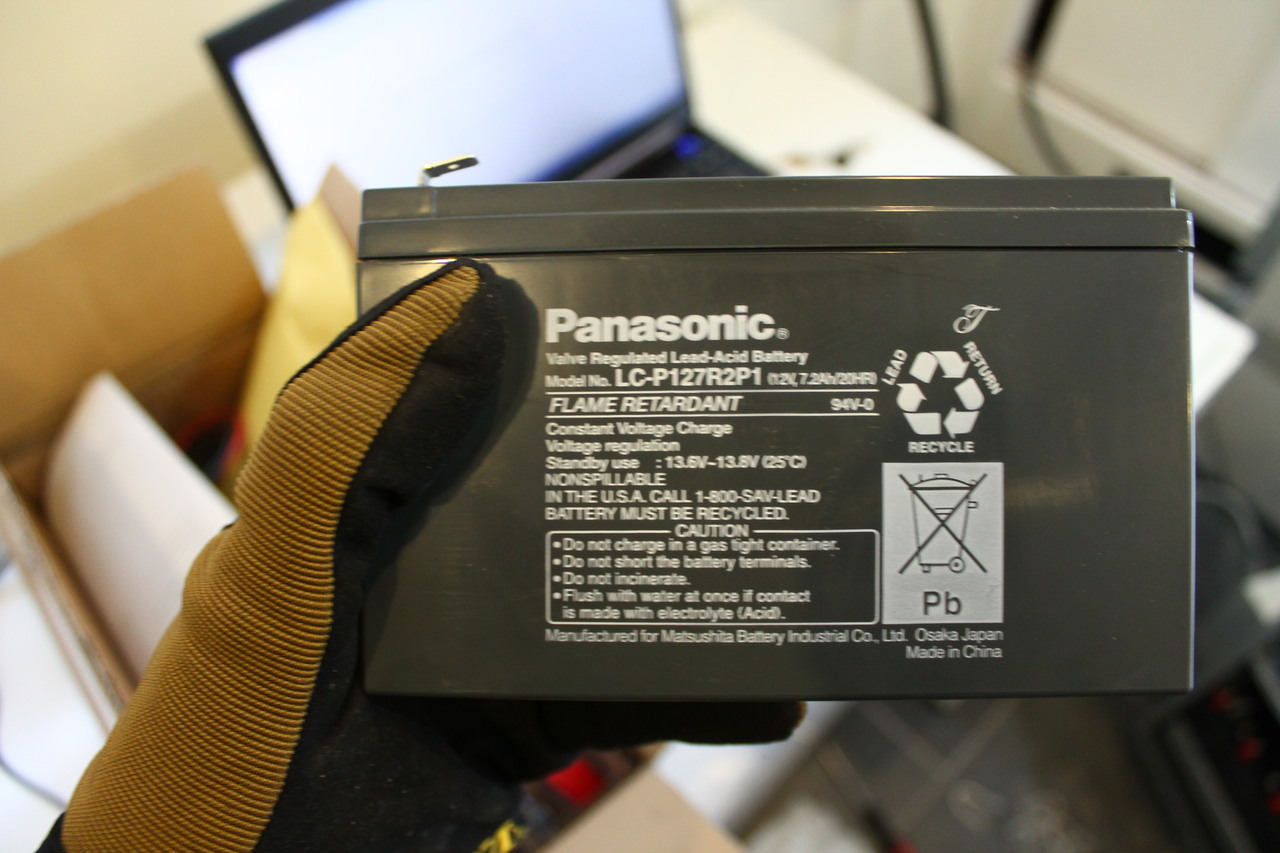 Panasonic®
Valve Regulated Lead-Acid Battery
Model No. LC-P127R2P1 (12V, 7.2Ah/20HR)
FLAME RETARDANT 94V-0
Constant Voltage Charge
Voltage regulation
Standby use : 13.6V~13.8V (25°C)
NONSPILLABLE
IN THE U.S.A. CALL 1-800-SAV-LEAD
BATTERY MUST BE RECYCLED.
CAUTION
•Do not charge in a gas tight container.
•Do not short the battery terminals.
•Do not incinerate.
•Flush with water at once if contact
is made with electrolyte (Acid).
Manufactured for Matsushita Battery Industrial Co., Ltd. Osaka Japan
Made in China
LEAD
RETURN
RECYCLE
Pb